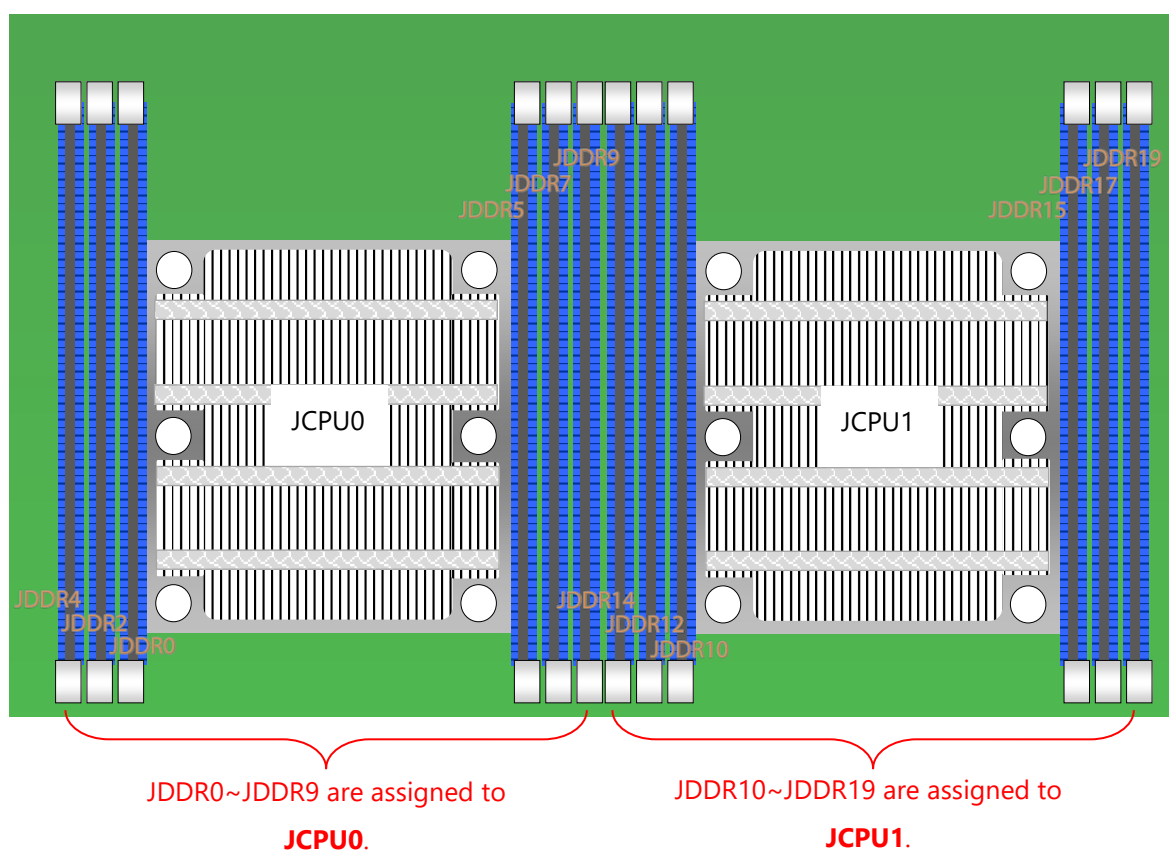 JDDR9
JDDR19
JDDR7
JDDR17
JDDR5
JDDR15
JCPU0
JCPU1
JDDR4
JDDR14
JDDR2
JDDR12
JDDR0
JDDR10
JDDR0~JDDR9 are assigned to
JCPU0.
JDDR10~JDDR19 are assigned to
JCPU1.